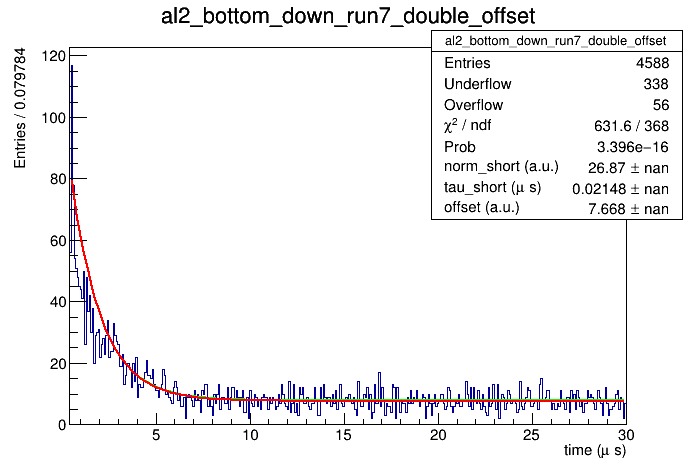 al2_bottom_down_run7_double_offset
al2_bottom_down_run7_double_offset
Entries 4588
Underflow 338
Overflow 56
χ² / ndf 631.6 / 368
Prob 3.396e−16
norm_short (a.u.) 26.87 ± nan
tau_short (μ s) 0.02148 ± nan
offset (a.u.) 7.668 ± nan
Entries / 0.079784
120
100
80
60
40
20
0
5 10 15 20 25 30
time (μ s)